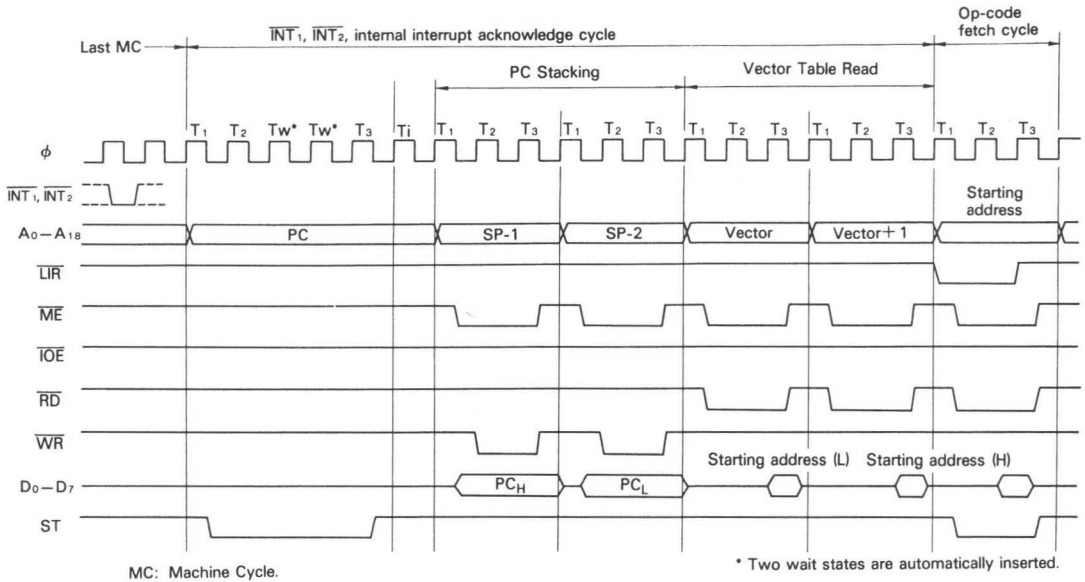 Last MC
INT₁, INT₂, internal interrupt acknowledge cycle
Op-code
fetch cycle
PC Stacking
Vector Table Read
T₁ T₂ Tw* Tw* T₃ Ti T₁ T₂ T₃ T₁ T₂ T₃ T₁ T₂ T₃ T₁ T₂ T₃ T₁ T₂ T₃
φ
INT₁, INT₂
Starting
address
A₀–A₁₈ PC SP-1 SP-2 Vector Vector+1
LIR
ME
IOE
RD
WR
Starting address (L) Starting address (H)
D₀–D₇ PCH PCL
ST
MC: Machine Cycle.
* Two wait states are automatically inserted.